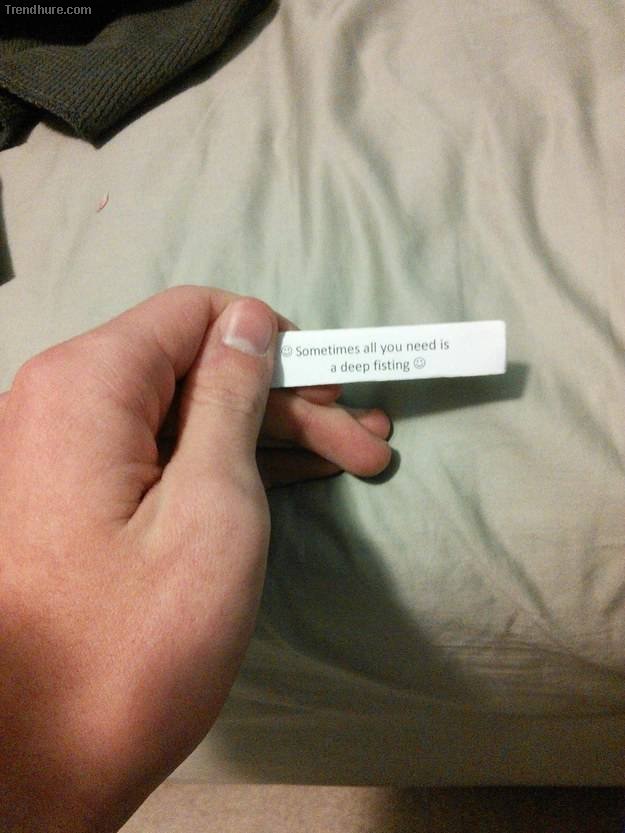 Trendhure.com
☺ Sometimes all you need is
a deep fisting ☺